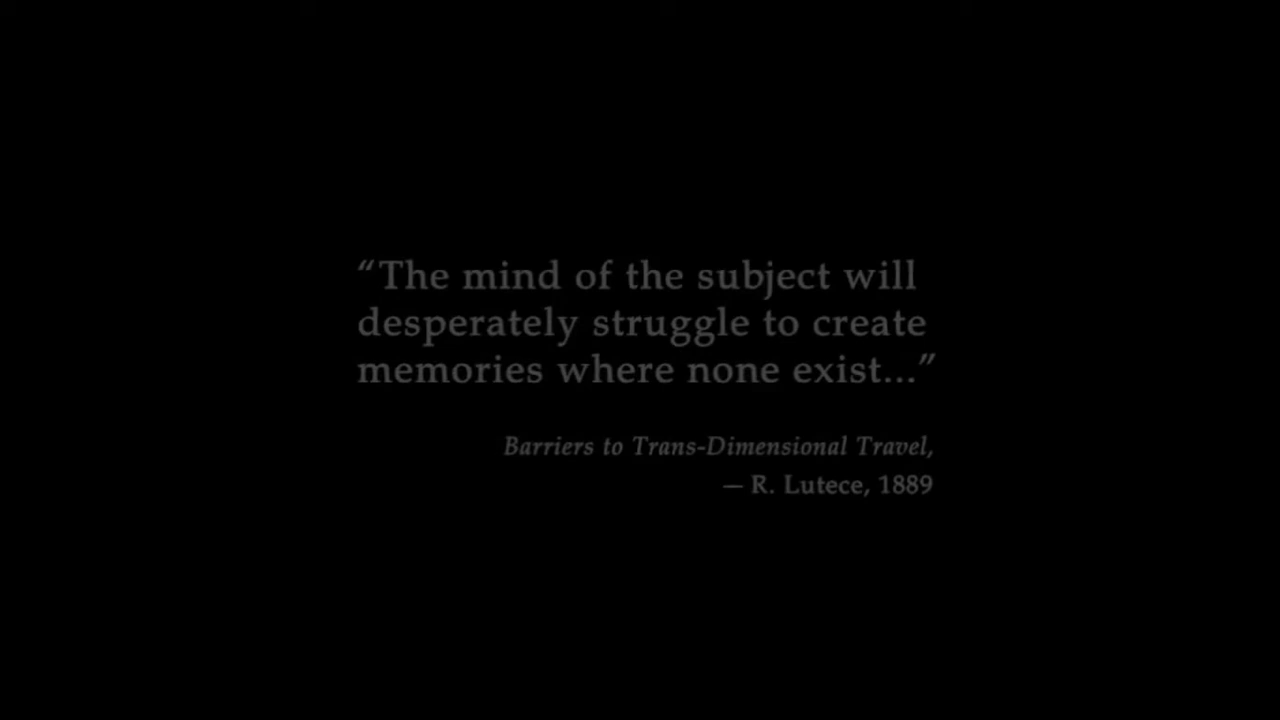 “The mind of the subject will
desperately struggle to create
memories where none exist...”
Barriers to Trans-Dimensional Travel,
— R. Lutece, 1889